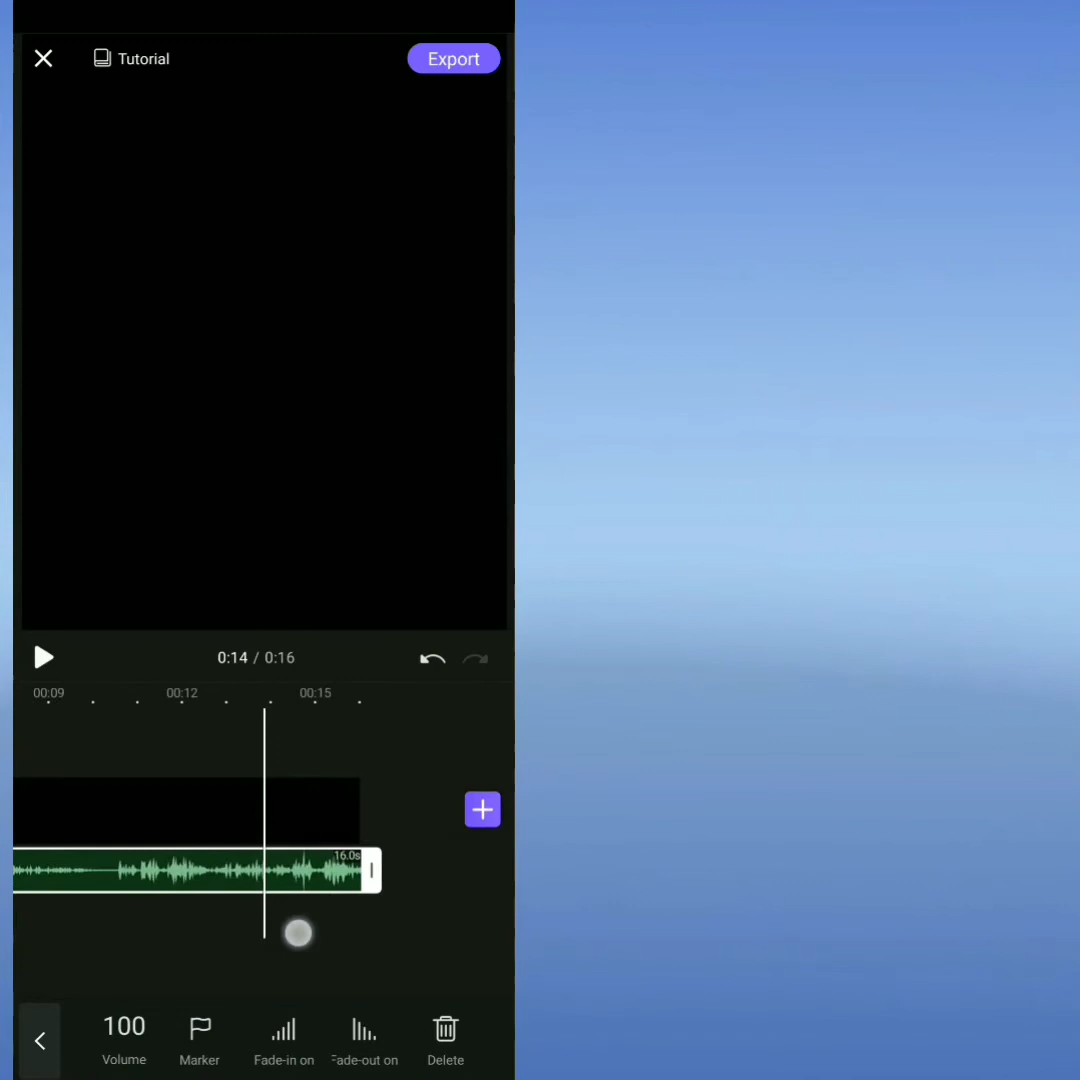 Tutorial
Export
0:14 / 0:16
00:09
00:12
00:15
16.0s
100
Volume
Marker
Fade-in on
Fade-out on
Delete